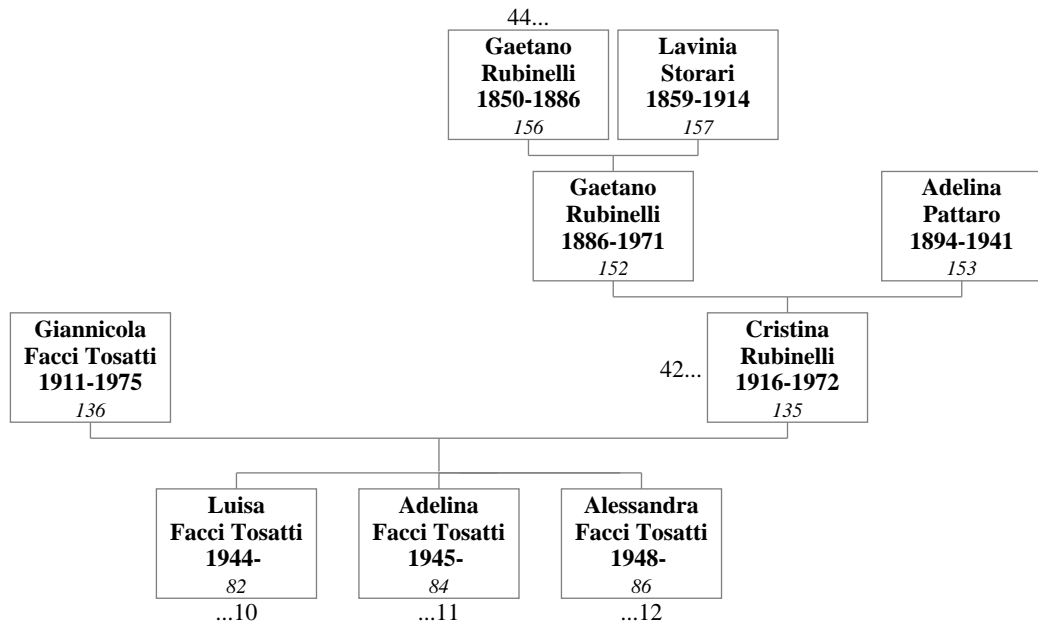 44...
Gaetano
Rubinelli
1850-1886
156
Lavinia
Storari
1859-1914
157
Gaetano
Rubinelli
1886-1971
152
Adelina
Pattaro
1894-1941
153
Giannicola
Facci Tosatti
1911-1975
136
42...
Cristina
Rubinelli
1916-1972
135
Luisa
Facci Tosatti
1944-
82
...10
Adelina
Facci Tosatti
1945-
84
...11
Alessandra
Facci Tosatti
1948-
86
...12